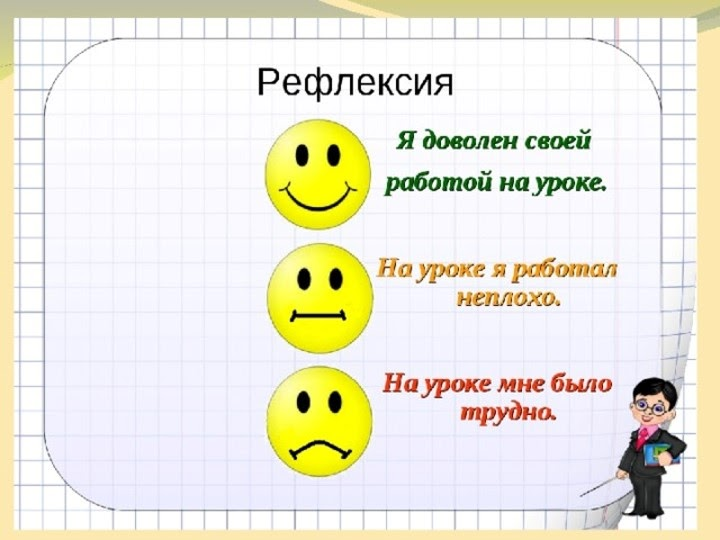 Рефлексия
Я доволен своей
работой на уроке.
На уроке я работал
неплохо.
На уроке мне было
трудно.